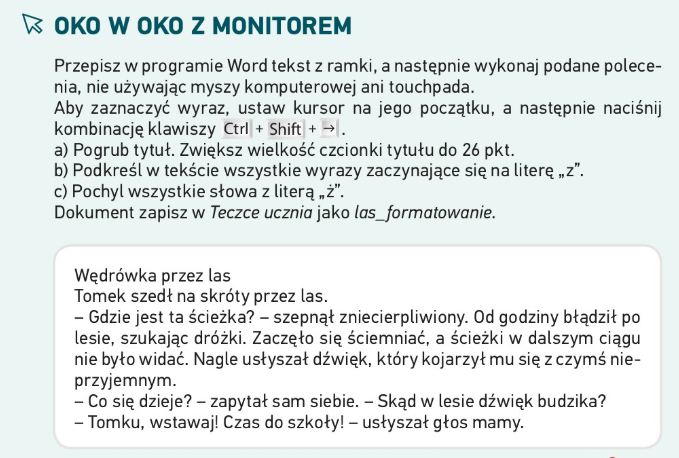 OKO W OKO Z MONITOREM
Przepisz w programie Word tekst z ramki, a następnie wykonaj podane polece-
nia, nie używając myszy komputerowej ani touchpada.
Aby zaznaczyć wyraz, ustaw kursor na jego początku, a następnie naciśnij
kombinację klawiszy Ctrl + Shift + → .
a) Pogrub tytuł. Zwiększ wielkość czcionki tytułu do 26 pkt.
b) Podkreśl w tekście wszystkie wyrazy zaczynające się na literę „z”.
c) Pochyl wszystkie słowa z literą „ż”.
Dokument zapisz w Teczce ucznia jako las_formatowanie.
Wędrówka przez las
Tomek szedł na skróty przez las.
– Gdzie jest ta ścieżka? – szepnął zniecierpliwiony. Od godziny błądził po
lesie, szukając dróżki. Zaczęło się ściemniać, a ścieżki w dalszym ciągu
nie było widać. Nagle usłyszał dźwięk, który kojarzył mu się z czymś nie-
przyjemnym.
– Co się dzieje? – zapytał sam siebie. – Skąd w lesie dźwięk budzika?
– Tomku, wstawaj! Czas do szkoły! – usłyszał głos mamy.